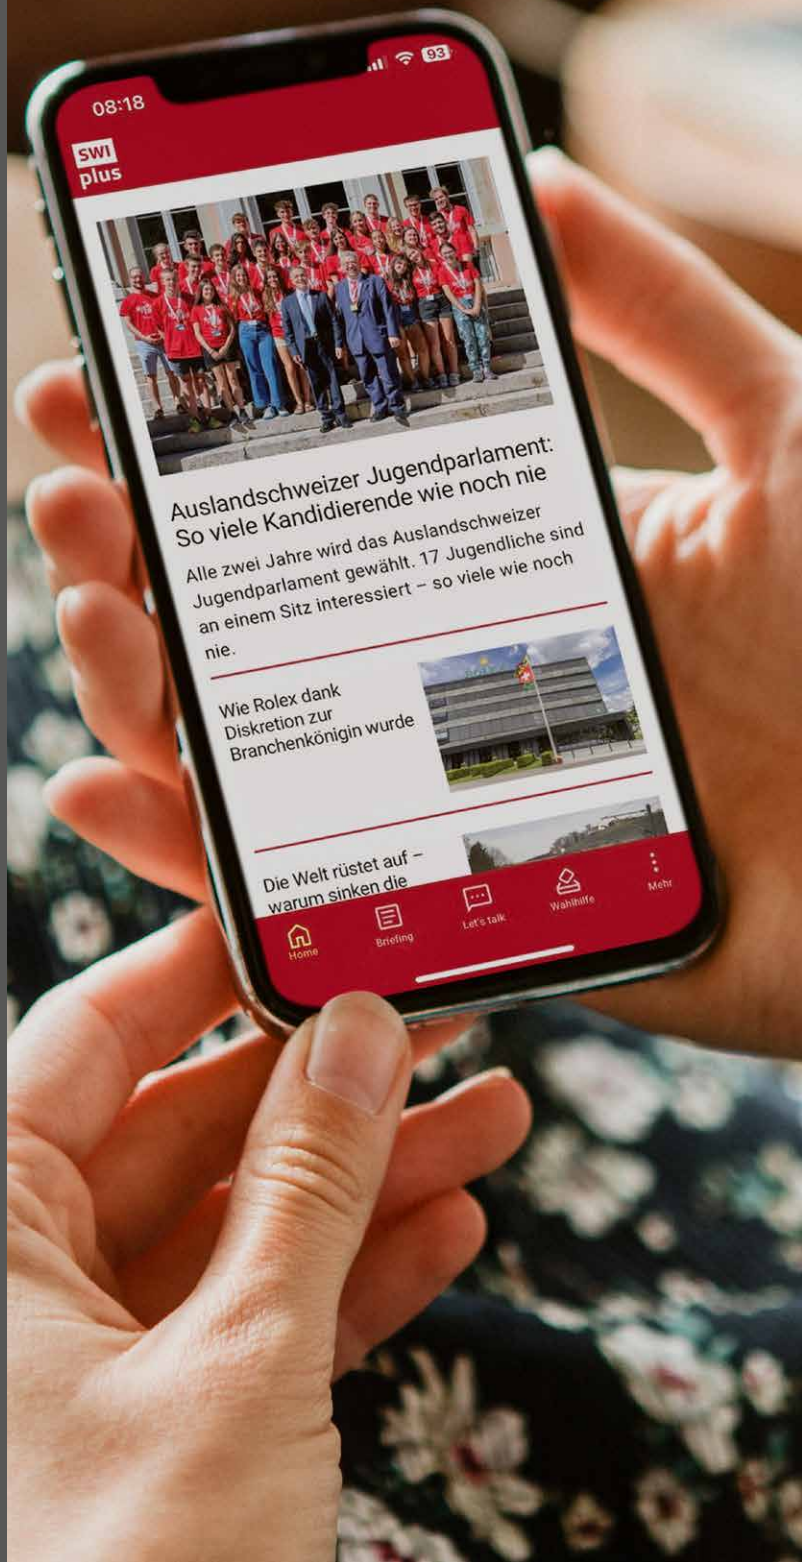 08:18
93
SWI
plus
Auslandschweizer Jugendparlament:
So viele Kandidierende wie noch nie
Alle zwei Jahre wird das Auslandschweizer
Jugendparlament gewählt. 17 Jugendliche sind
an einem Sitz interessiert – so viele wie noch
nie.
Wie Rolex dank
Diskretion zur
Branchenkönigin wurde
ROLEX
Die Welt rüstet auf –
warum sinken die
Home
Briefing
Let's talk
Wahlhilfe
Mehr